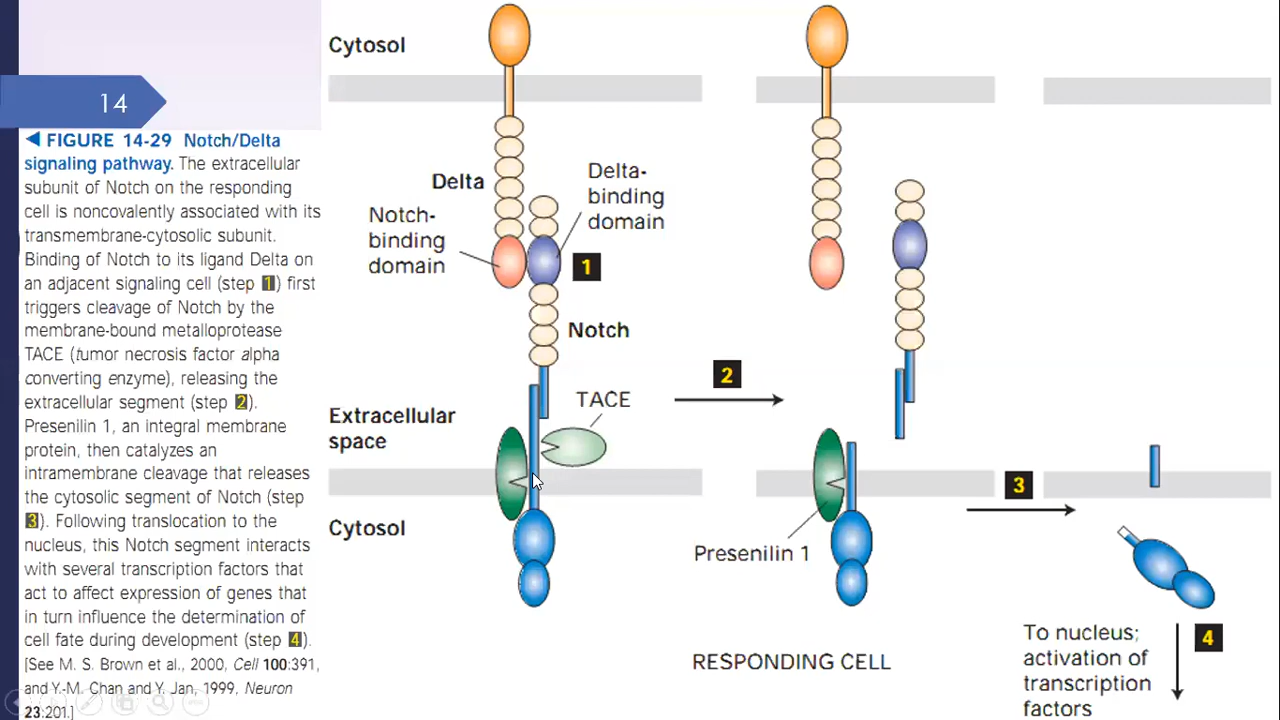 14
◀ FIGURE 14-29 Notch/Delta
signaling pathway. The extracellular
subunit of Notch on the responding
cell is noncovalently associated with its
transmembrane-cytosolic subunit.
Binding of Notch to its ligand Delta on
an adjacent signaling cell (step 1) first
triggers cleavage of Notch by the
membrane-bound metalloprotease
TACE (tumor necrosis factor alpha
converting enzyme), releasing the
extracellular segment (step 2).
Presenilin 1, an integral membrane
protein, then catalyzes an
intramembrane cleavage that releases
the cytosolic segment of Notch (step
3). Following translocation to the
nucleus, this Notch segment interacts
with several transcription factors that
act to affect expression of genes that
in turn influence the determination of
cell fate during development (step 4).
[See M. S. Brown et al., 2000, Cell 100:391,
and Y.-M. Chan and Y. Jan, 1999, Neuron
23:201.]
Cytosol
Delta
Delta-
binding
domain
Notch-
binding
domain
1
Notch
TACE
2
Extracellular
space
Cytosol
Presenilin 1
3
RESPONDING CELL
To nucleus;
activation of
transcription
factors
4